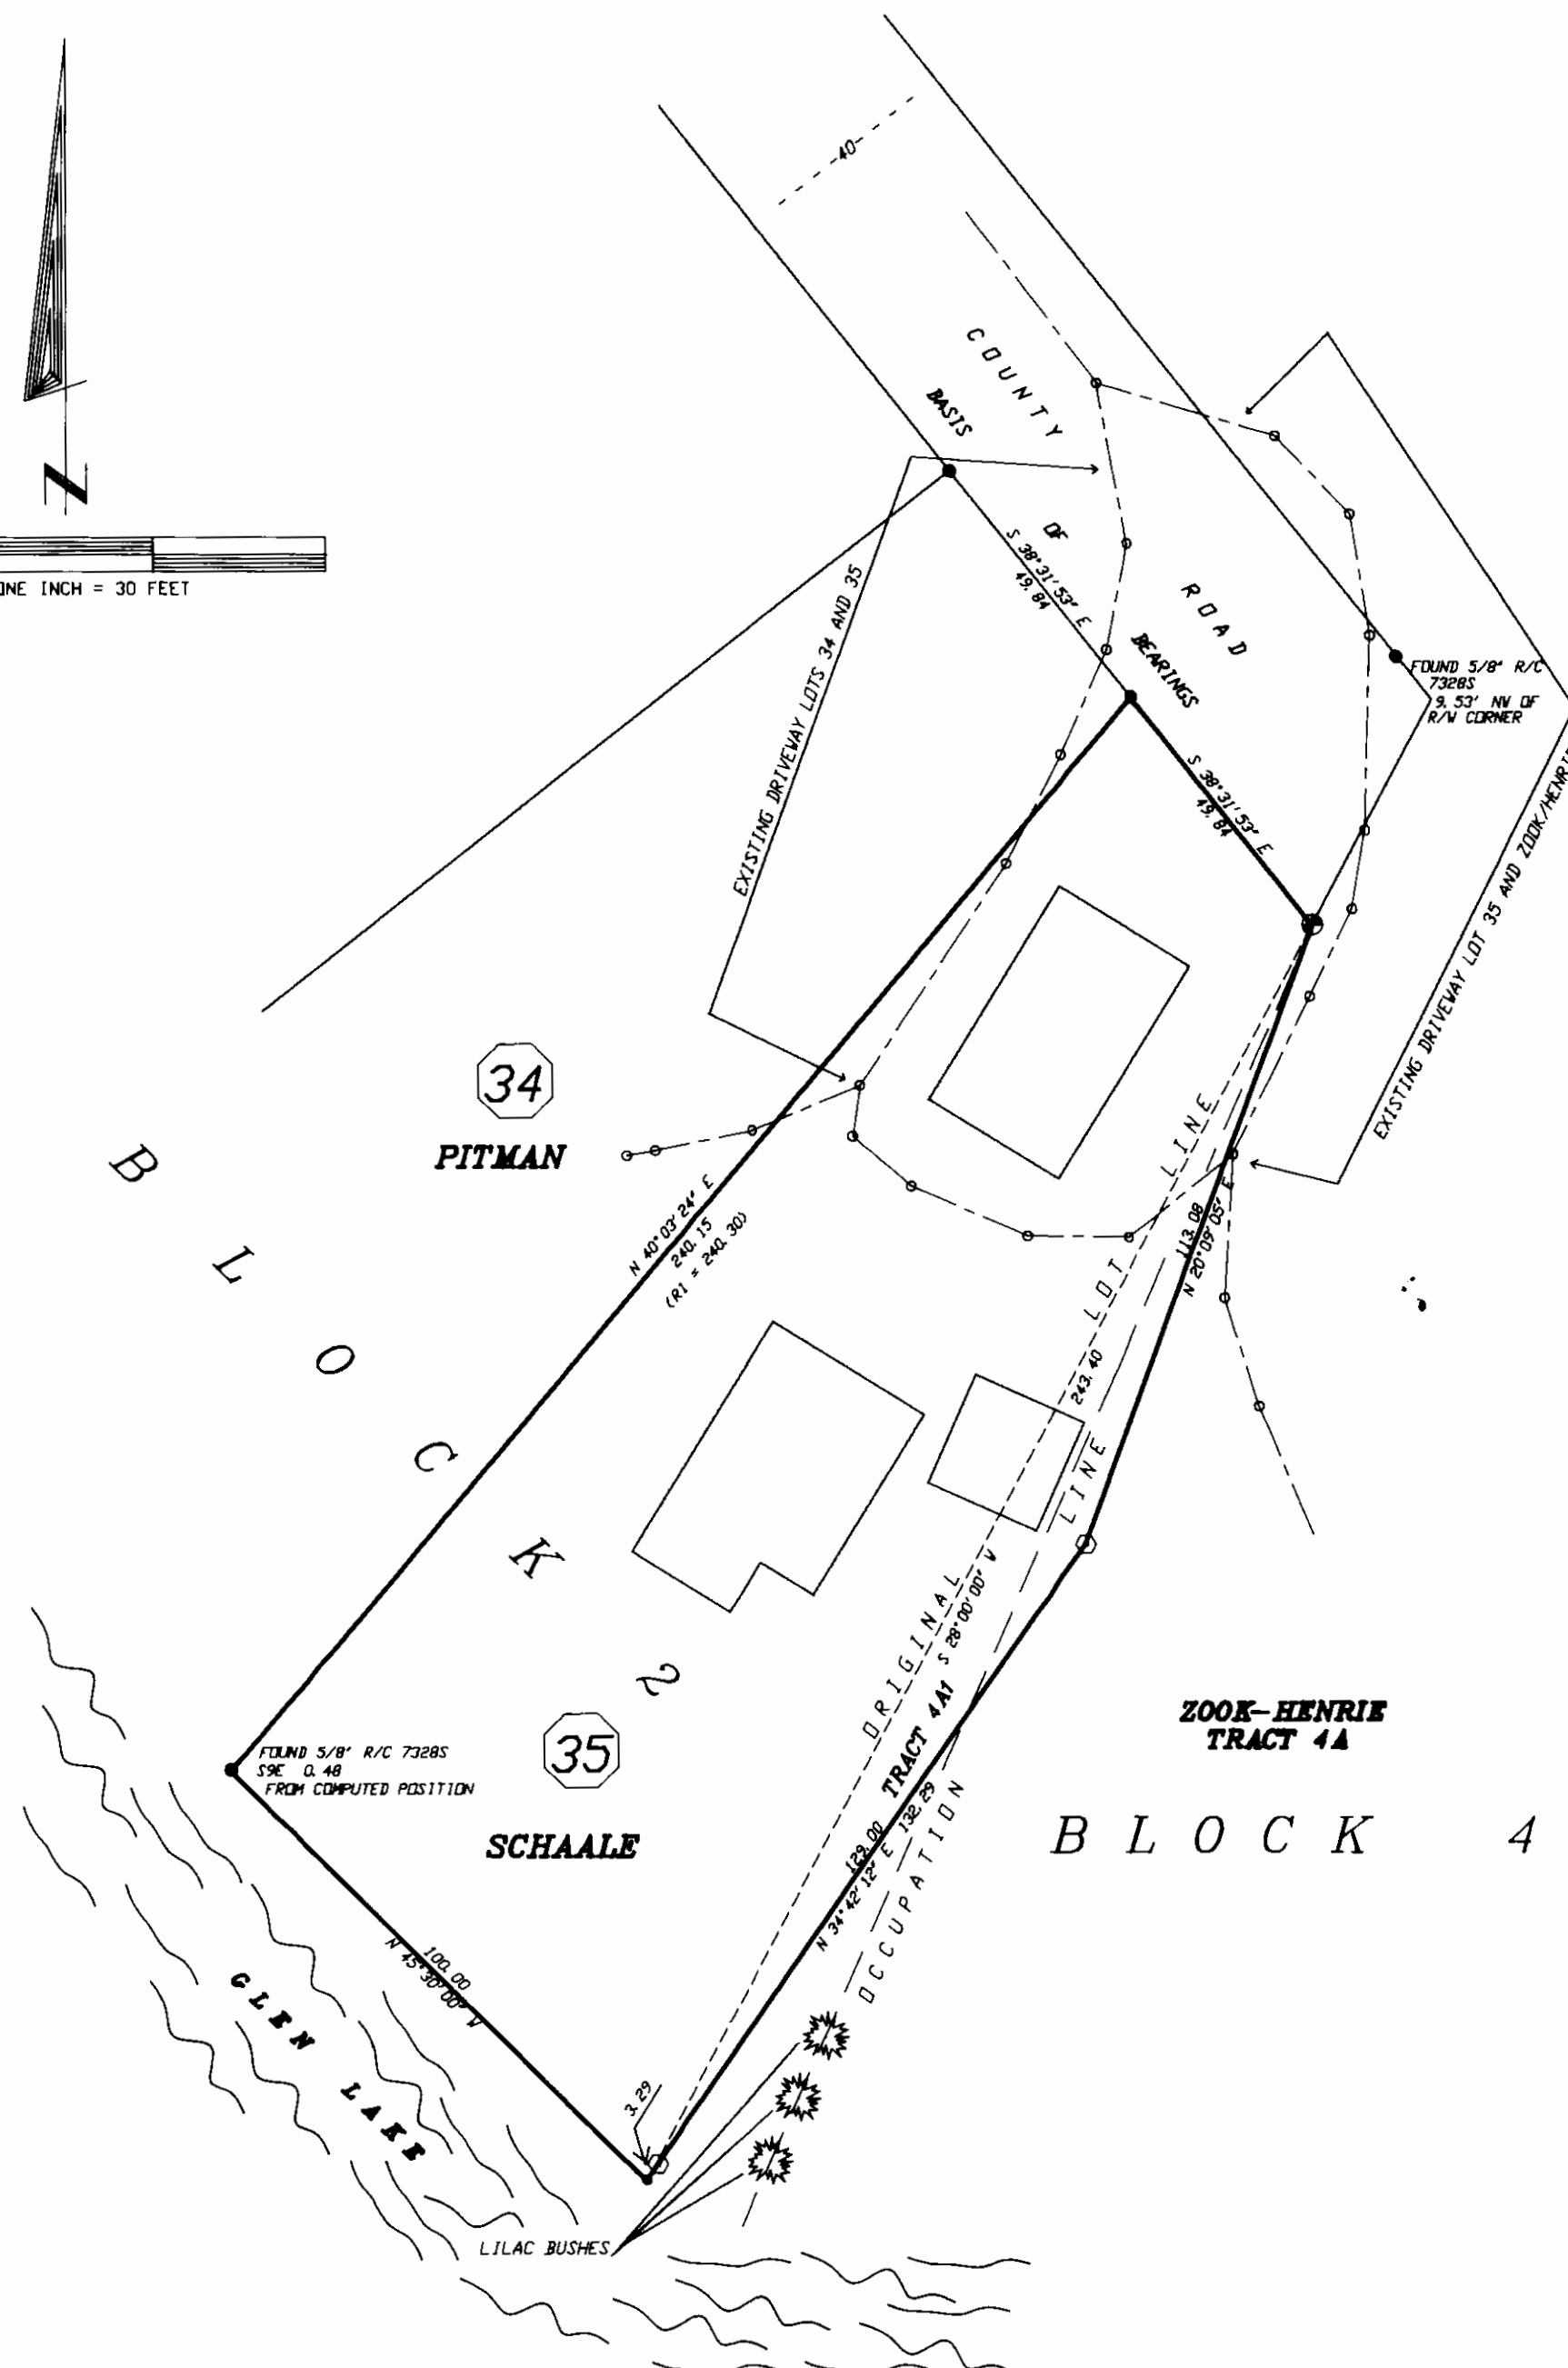 -40-
COUNTY
ROAD
BASIS
OF
BEARINGS
S 38°31'53" E
49.84
N
ONE INCH = 30 FEET
EXISTING DRIVEWAY LOTS 34 AND 35
FOUND 5/8" R/C
7328S
9.53' NW OF
R/W CORNER
S 38°31'53" E
49.84
EXISTING DRIVEWAY LOT 35 AND ZOOK/HENRIE
34
PITMAN
N 40°03'24" E
240.15
(R1 = 240.30)
113.08
N 20°09'05" E
ORIGINAL LOT LINE
243.40
S 28°00'00" W
BLOCK 2
TRACT 4A1
OCCUPATION LINE
129.00
N 34°42'12" E 132.29
ZOOK-HENRIE
TRACT 4A
BLOCK 4
FOUND 5/8" R/C 7328S
S9E 0.48
FROM COMPUTED POSITION
35
SCHAALE
100.00
N 45°30'00" W
GLEN LAKE
3.29
LILAC BUSHES